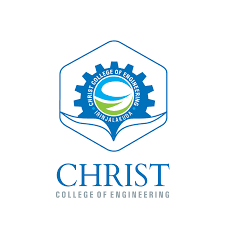 CHRIST COLLEGE OF ENGINEERING
IRINJALAKUDA
CHRIST
COLLEGE OF ENGINEERING